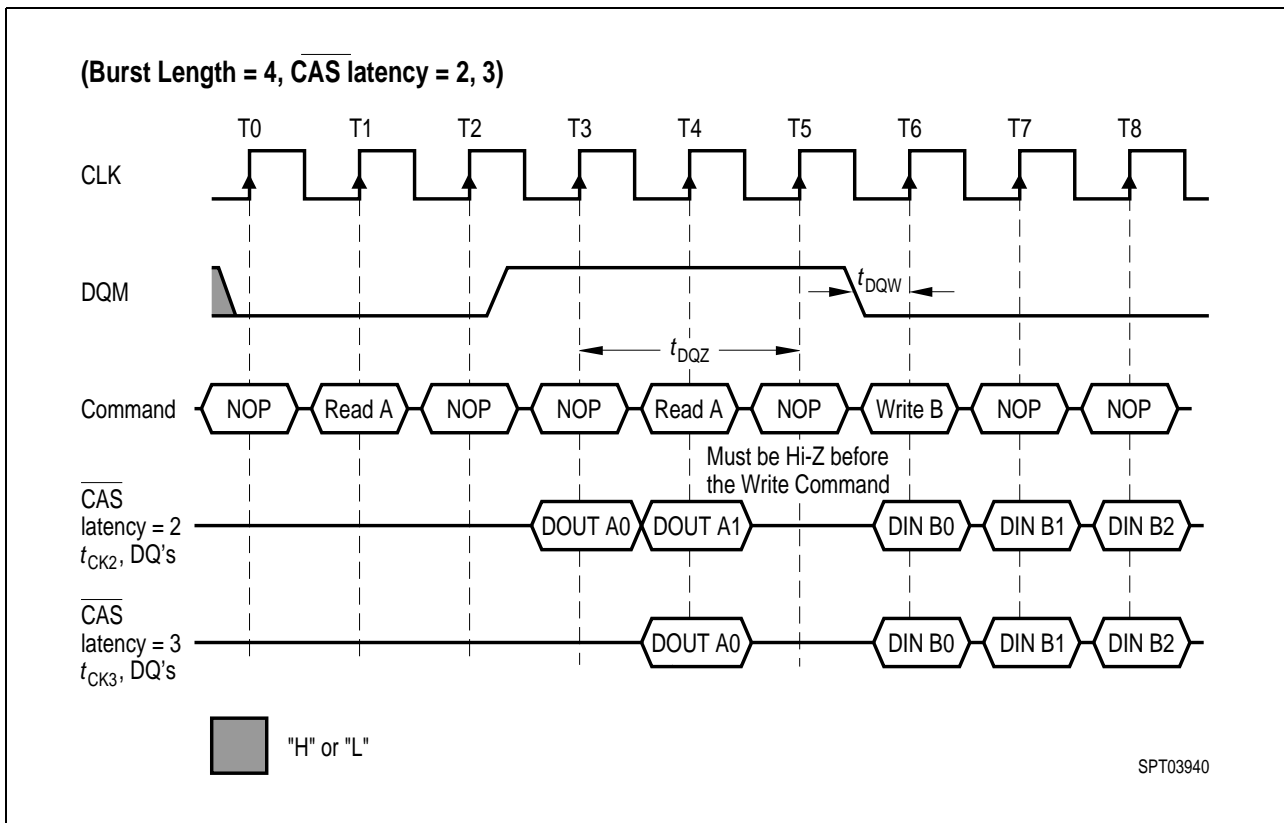 (Burst Length = 4, CAS latency = 2, 3)
T0 T1 T2 T3 T4 T5 T6 T7 T8
CLK
DQM
tDQW
tDQZ
Command NOP Read A NOP NOP Read A NOP Write B NOP NOP
Must be Hi-Z before
the Write Command
CAS
latency = 2
tCK2, DQ's
DOUT A0 DOUT A1 DIN B0 DIN B1 DIN B2
CAS
latency = 3
tCK3, DQ's
DOUT A0 DIN B0 DIN B1 DIN B2
"H" or "L"
SPT03940